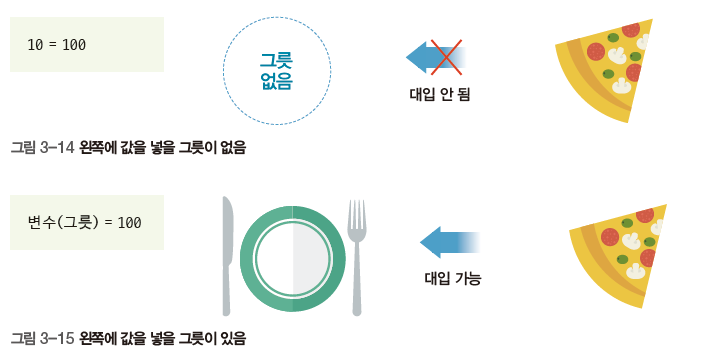 10 = 100
그릇
없음
대입 안 됨
그림 3-14 왼쪽에 값을 넣을 그릇이 없음
변수(그릇) = 100
대입 가능
그림 3-15 왼쪽에 값을 넣을 그릇이 있음